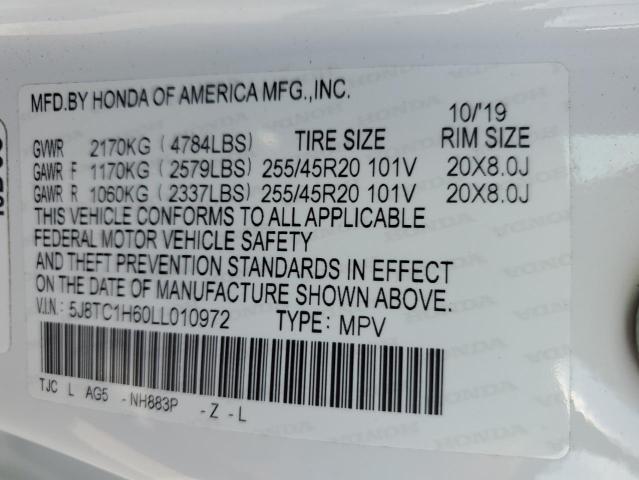 MFD.BY HONDA OF AMERICA MFG.,INC.
10/'19
GVWR 2170KG (4784LBS) TIRE SIZE RIM SIZE
GAWR F 1170KG (2579LBS) 255/45R20 101V 20X8.0J
GAWR R 1060KG (2337LBS) 255/45R20 101V 20X8.0J
THIS VEHICLE CONFORMS TO ALL APPLICABLE
FEDERAL MOTOR VEHICLE SAFETY
AND THEFT PREVENTION STANDARDS IN EFFECT
ON THE DATE OF MANUFACTURE SHOWN ABOVE.
V.I.N.: 5J8TC1H60LL010972 TYPE: MPV
TJC L AG5 -NH883P -Z-L